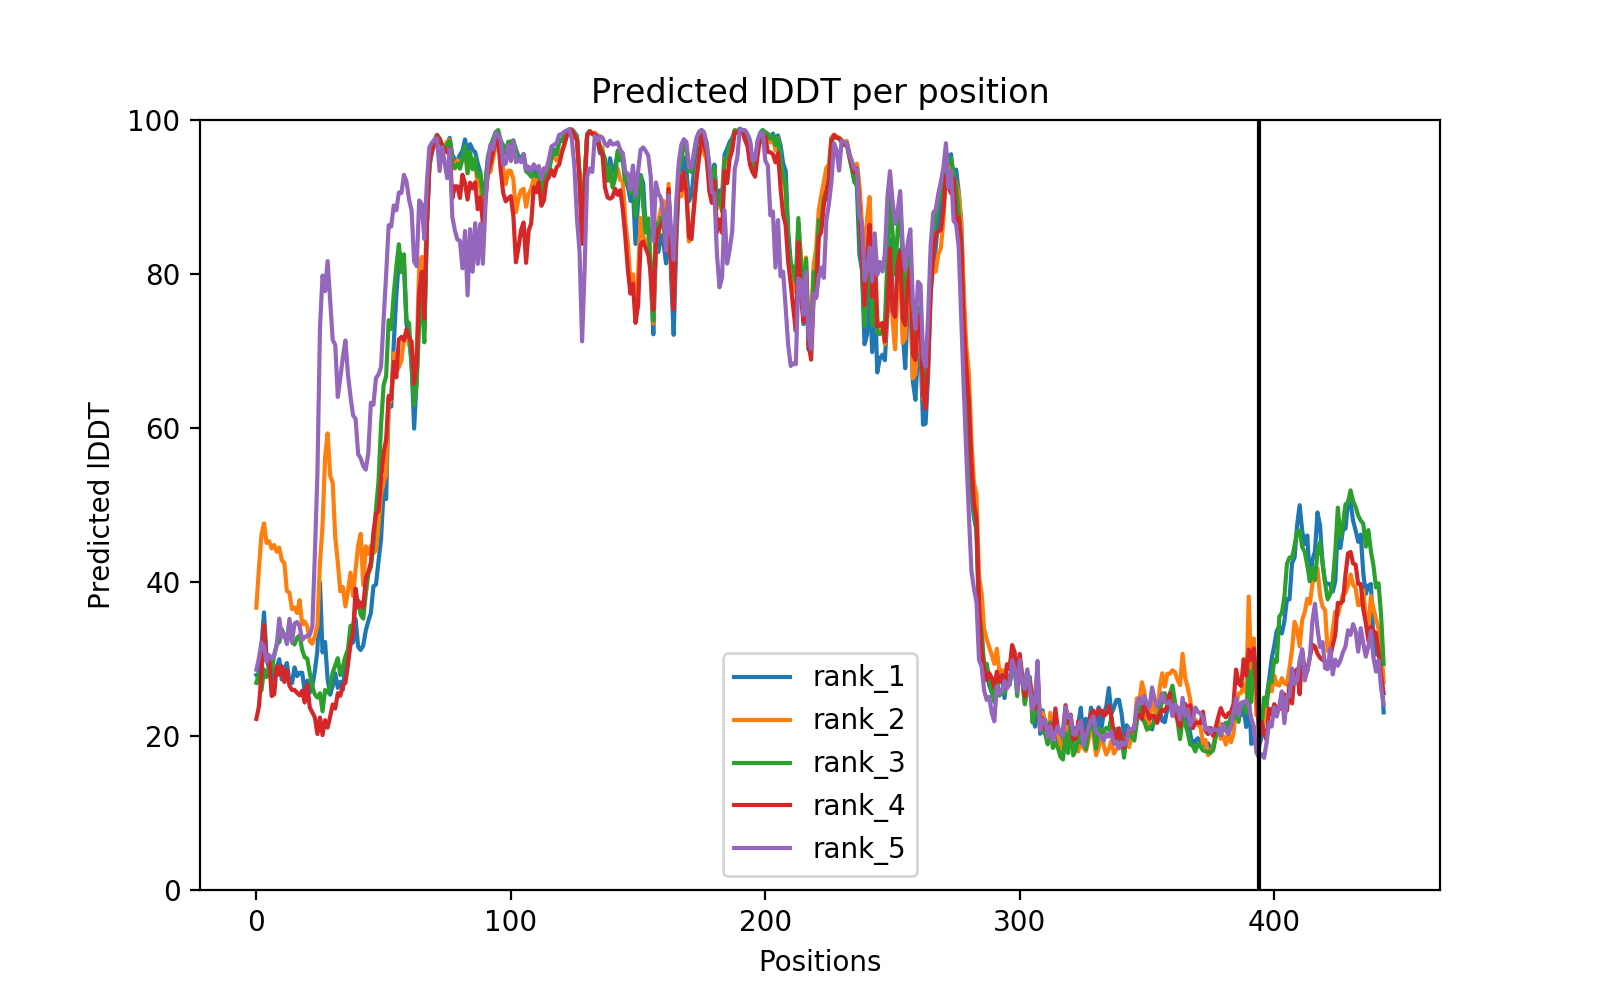 Predicted lDDT per position
100
80
60
40
20
0
Predicted lDDT
rank_1
rank_2
rank_3
rank_4
rank_5
0 100 200 300 400
Positions